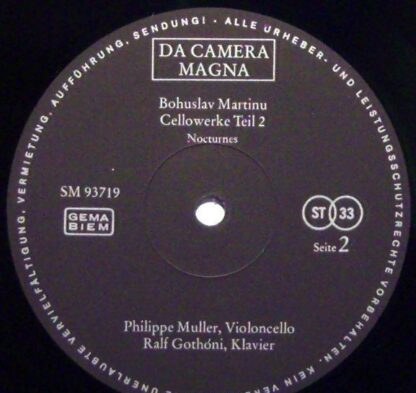 DA CAMERA
MAGNA
Bohuslav Martinu
Cellowerke Teil 2
Nocturnes
SM 93719
GEMA
BIEM
ST 33
Seite 2
Philippe Muller, Violoncello
Ralf Gothóni, Klavier
UNERLAUBTE VERVIELFÄLTIGUNG, VERMIETUNG, AUFFÜHRUNG, SENDUNG! · ALLE URHEBER- UND LEISTUNGSSCHUTZRECHTE VORBEHALTEN. KEIN